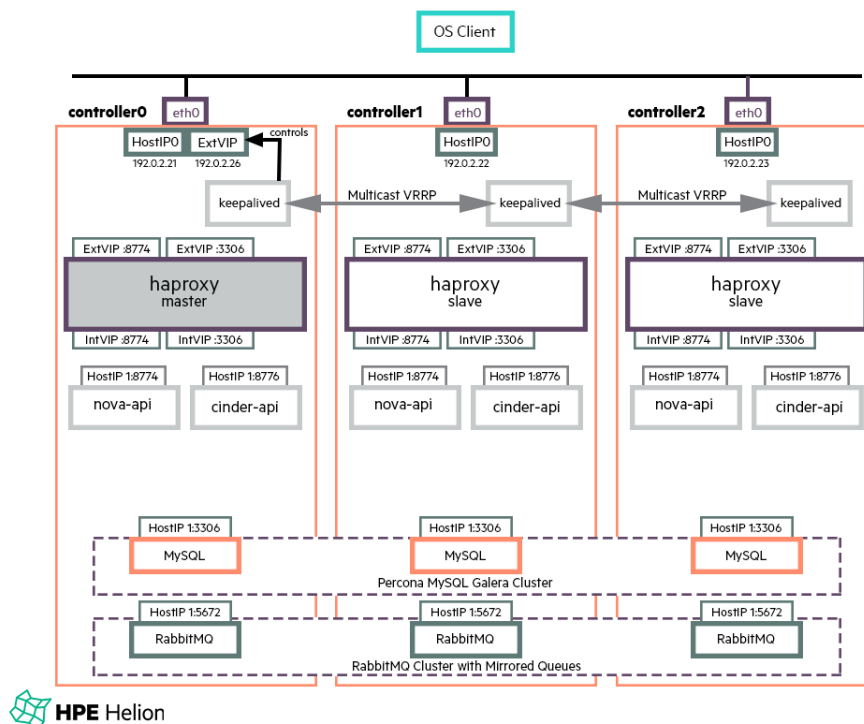 OS Client
controller0
eth0
controller1
eth0
controller2
eth0
HostIP0
ExtVIP
controls
192.0.2.21
192.0.2.26
HostIP0
192.0.2.22
HostIP0
192.0.2.23
keepalived
Multicast VRRP
keepalived
Multicast VRRP
keepalived
ExtVIP :8774
ExtVIP :3306
ExtVIP :8774
ExtVIP :3306
ExtVIP :8774
ExtVIP :3306
haproxy
master
haproxy
slave
haproxy
slave
IntVIP :8774
IntVIP :3306
IntVIP :8774
IntVIP :3306
IntVIP :8774
IntVIP :3306
HostIP 1:8774
HostIP 1:8776
HostIP 1:8774
HostIP 1:8776
HostIP 1:8774
HostIP 1:8776
nova-api
cinder-api
nova-api
cinder-api
nova-api
cinder-api
HostIP 1:3306
HostIP 1:3306
HostIP 1:3306
MySQL
MySQL
MySQL
Percona MySQL Galera Cluster
HostIP 1:5672
HostIP 1:5672
HostIP 1:5672
RabbitMQ
RabbitMQ
RabbitMQ
RabbitMQ Cluster with Mirrored Queues
HPE Helion